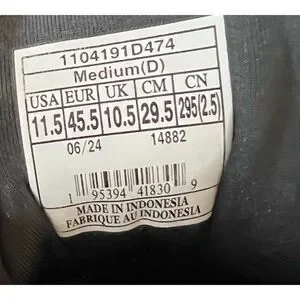 1104191D474
Medium(D)
USA EUR UK CM CN
11.5 45.5 10.5 29.5 295(2.5)
06/24 14882
1 95394 41830 9
MADE IN INDONESIA
FABRIQUE AU INDONESIA